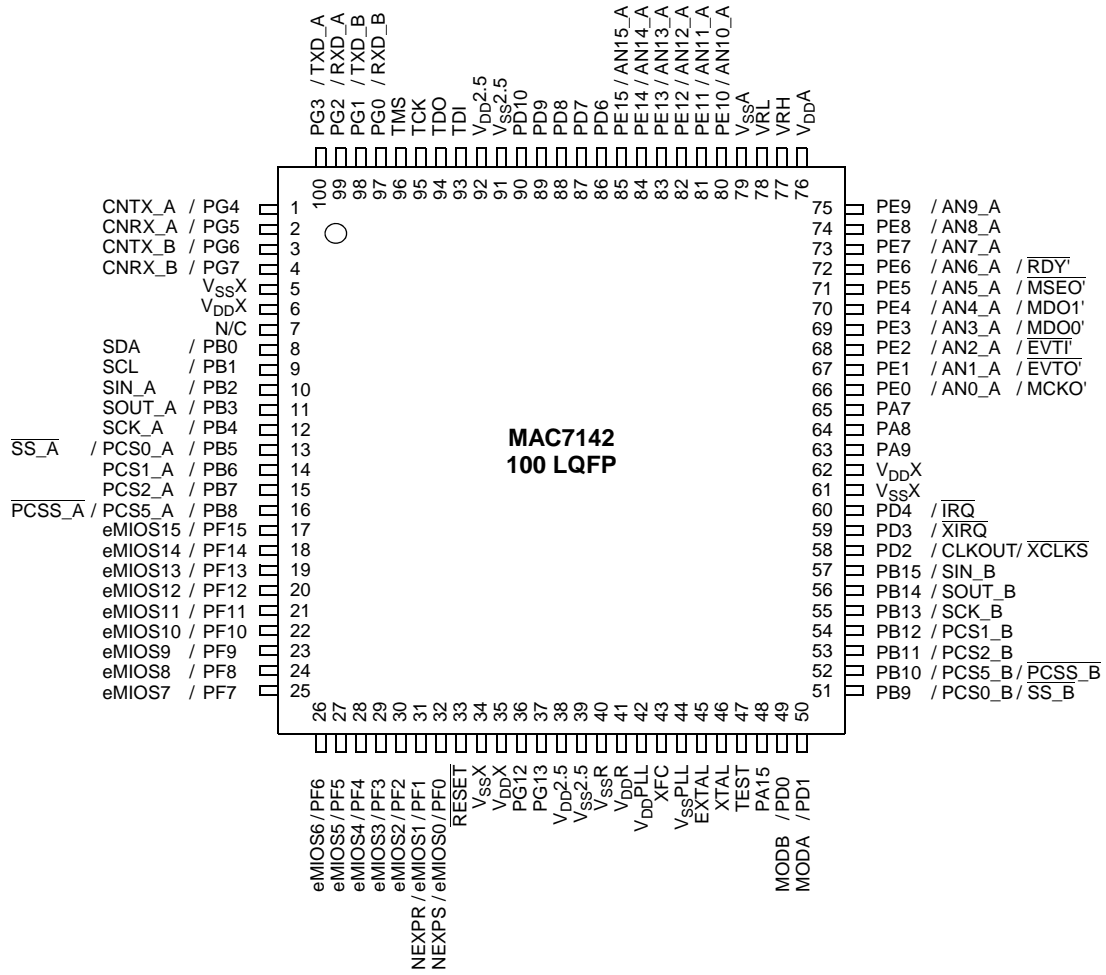 PG3 / TXD_A
PG2 / RXD_A
PG1 / TXD_B
PG0 / RXD_B
TMS
TCK
TDO
TDI
VDD2.5
VSS2.5
PD10
PD9
PD8
PD7
PD6
PE15 / AN15_A
PE14 / AN14_A
PE13 / AN13_A
PE12 / AN12_A
PE11 / AN11_A
PE10 / AN10_A
VSSA
VRL
VRH
VDDA
100 99 98 97 96 95 94 93 92 91 90 89 88 87 86 85 84 83 82 81 80 79 78 77 76
CNTX_A / PG4 1
CNRX_A / PG5 2
CNTX_B / PG6 3
CNRX_B / PG7 4
VSSX 5
VDDX 6
N/C 7
SDA / PB0 8
SCL / PB1 9
SIN_A / PB2 10
SOUT_A / PB3 11
SCK_A / PB4 12
SS_A / PCS0_A / PB5 13
PCS1_A / PB6 14
PCS2_A / PB7 15
PCSS_A / PCS5_A / PB8 16
eMIOS15 / PF15 17
eMIOS14 / PF14 18
eMIOS13 / PF13 19
eMIOS12 / PF12 20
eMIOS11 / PF11 21
eMIOS10 / PF10 22
eMIOS9 / PF9 23
eMIOS8 / PF8 24
eMIOS7 / PF7 25
MAC7142
100 LQFP
75 PE9 / AN9_A
74 PE8 / AN8_A
73 PE7 / AN7_A
72 PE6 / AN6_A / RDY'
71 PE5 / AN5_A / MSEO'
70 PE4 / AN4_A / MDO1'
69 PE3 / AN3_A / MDO0'
68 PE2 / AN2_A / EVTI'
67 PE1 / AN1_A / EVTO'
66 PE0 / AN0_A / MCKO'
65 PA7
64 PA8
63 PA9
62 VDDX
61 VSSX
60 PD4 / IRQ
59 PD3 / XIRQ
58 PD2 / CLKOUT/ XCLKS
57 PB15 / SIN_B
56 PB14 / SOUT_B
55 PB13 / SCK_B
54 PB12 / PCS1_B
53 PB11 / PCS2_B
52 PB10 / PCS5_B/ PCSS_B
51 PB9 / PCS0_B/ SS_B
26 27 28 29 30 31 32 33 34 35 36 37 38 39 40 41 42 43 44 45 46 47 48 49 50
eMIOS6 / PF6
eMIOS5 / PF5
eMIOS4 / PF4
eMIOS3 / PF3
eMIOS2 / PF2
NEXPR / eMIOS1 / PF1
NEXPS / eMIOS0 / PF0
RESET
VSSX
VDDX
PG12
PG13
VDD2.5
VSS2.5
VSSR
VDDR
VDDPLL
XFC
VSSPLL
EXTAL
XTAL
TEST
PA15
MODB / PD0
MODA / PD1